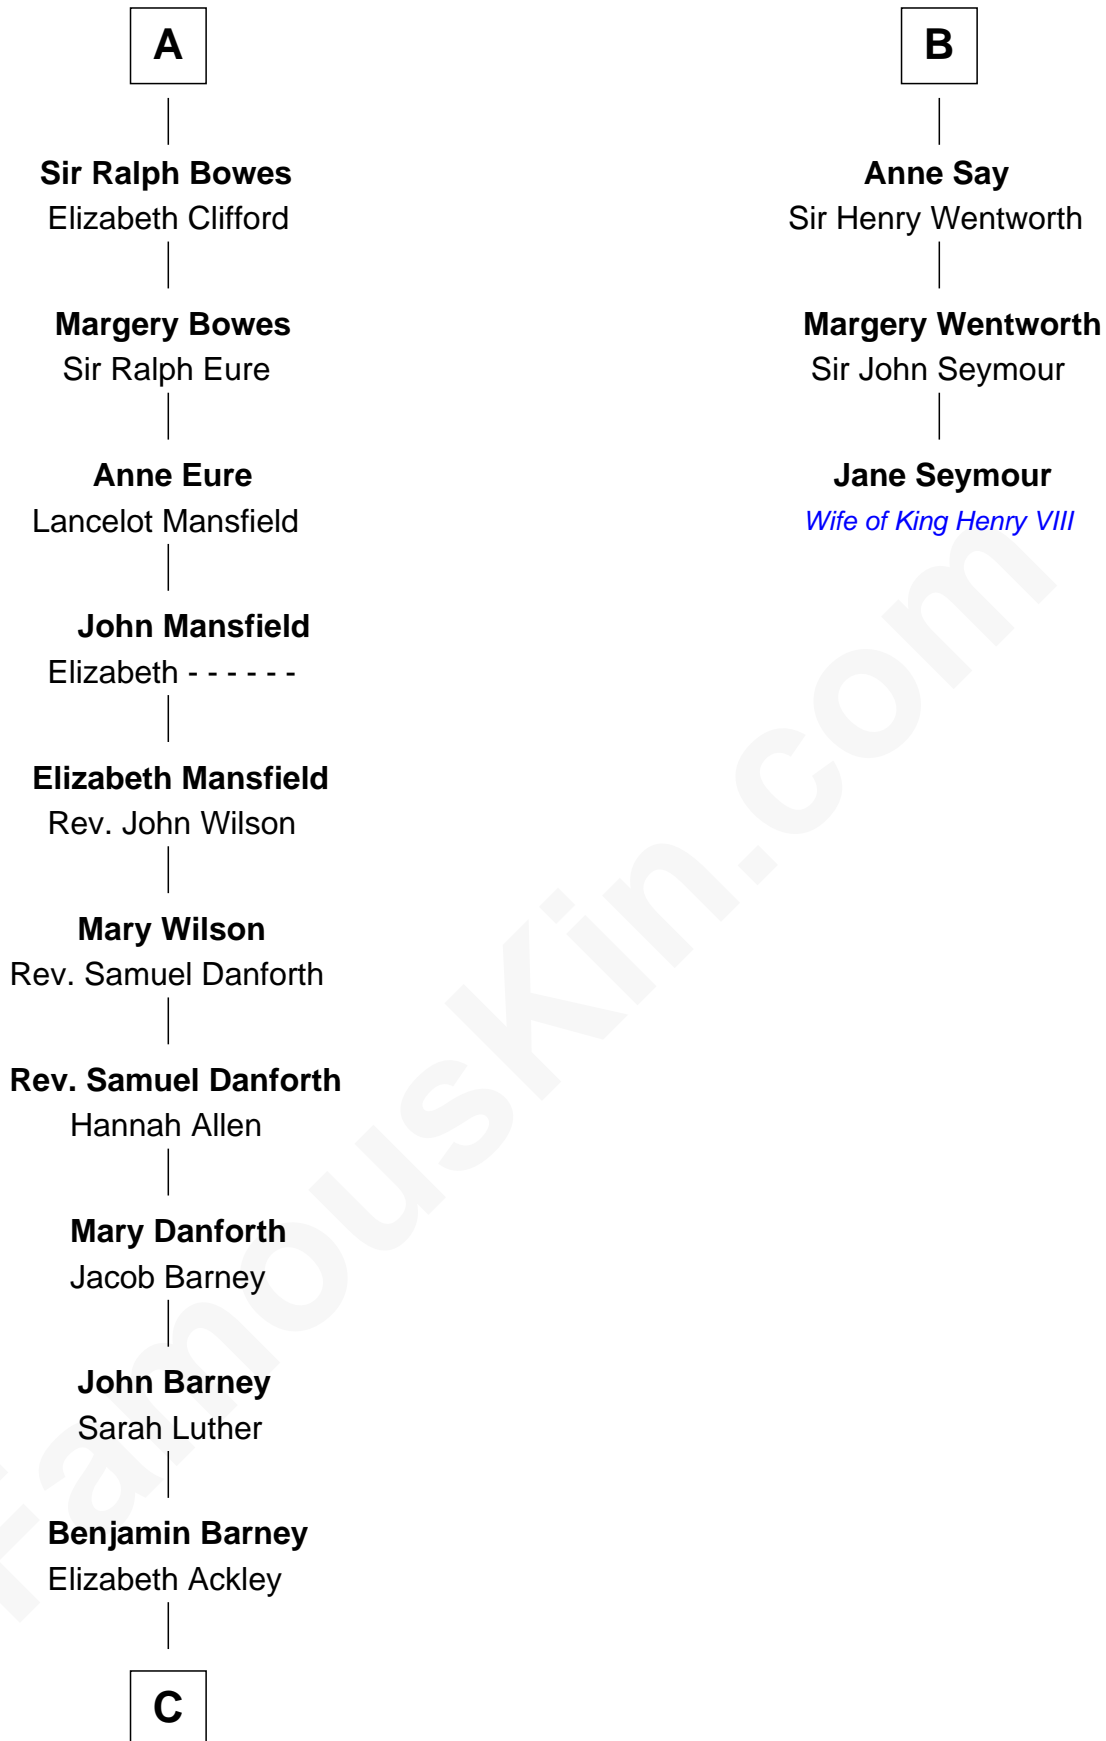 A
Sir Ralph Bowes
Elizabeth Clifford
Margery Bowes
Sir Ralph Eure
Anne Eure
Lancelot Mansfield
John Mansfield
Elizabeth - - - - - -
Elizabeth Mansfield
Rev. John Wilson
Mary Wilson
Rev. Samuel Danforth
Rev. Samuel Danforth
Hannah Allen
Mary Danforth
Jacob Barney
John Barney
Sarah Luther
Benjamin Barney
Elizabeth Ackley
C
B
Anne Say
Sir Henry Wentworth
Margery Wentworth
Sir John Seymour
Jane Seymour
Wife of King Henry VIII
FamousKin.com